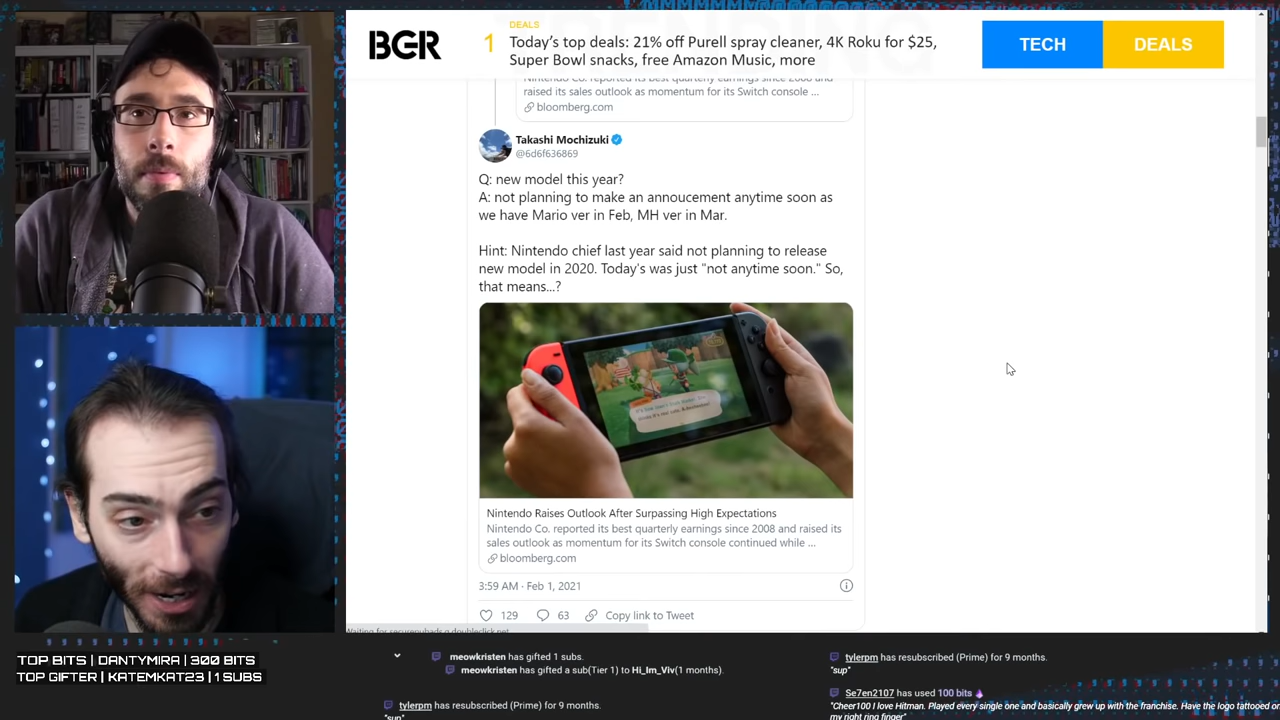 BGR
1
DEALS
Today's top deals: 21% off Purell spray cleaner, 4K Roku for $25,
Super Bowl snacks, free Amazon Music, more
TECH
DEALS
Nintendo Co. reported its best quarterly earnings since 2008 and
raised its sales outlook as momentum for its Switch console ...
bloomberg.com
Takashi Mochizuki
@6d6f636869
Q: new model this year?
A: not planning to make an annoucement anytime soon as
we have Mario ver in Feb, MH ver in Mar.
Hint: Nintendo chief last year said not planning to release
new model in 2020. Today's was just "not anytime soon." So,
that means...?
Nintendo Raises Outlook After Surpassing High Expectations
Nintendo Co. reported its best quarterly earnings since 2008 and raised its
sales outlook as momentum for its Switch console continued while ...
bloomberg.com
3:59 AM · Feb 1, 2021
129
63
Copy link to Tweet
TOP BITS | DANTYMIRA | 300 BITS
TOP GIFTER | KATEMKAT23 | 1 SUBS
meowkristen has gifted 1 subs.
meowkristen has gifted a sub(Tier 1) to Hi_Im_Viv(1 months).
tylerpm has resubscribed (Prime) for 9 months.
"sup"
tylerpm has resubscribed (Prime) for 9 months.
"sup"
Se7en2107 has used 100 bits
"Cheer100 I love Hitman. Played every single one and basically grew up with the franchise. Have the logo tattooed on
my right ring finger"